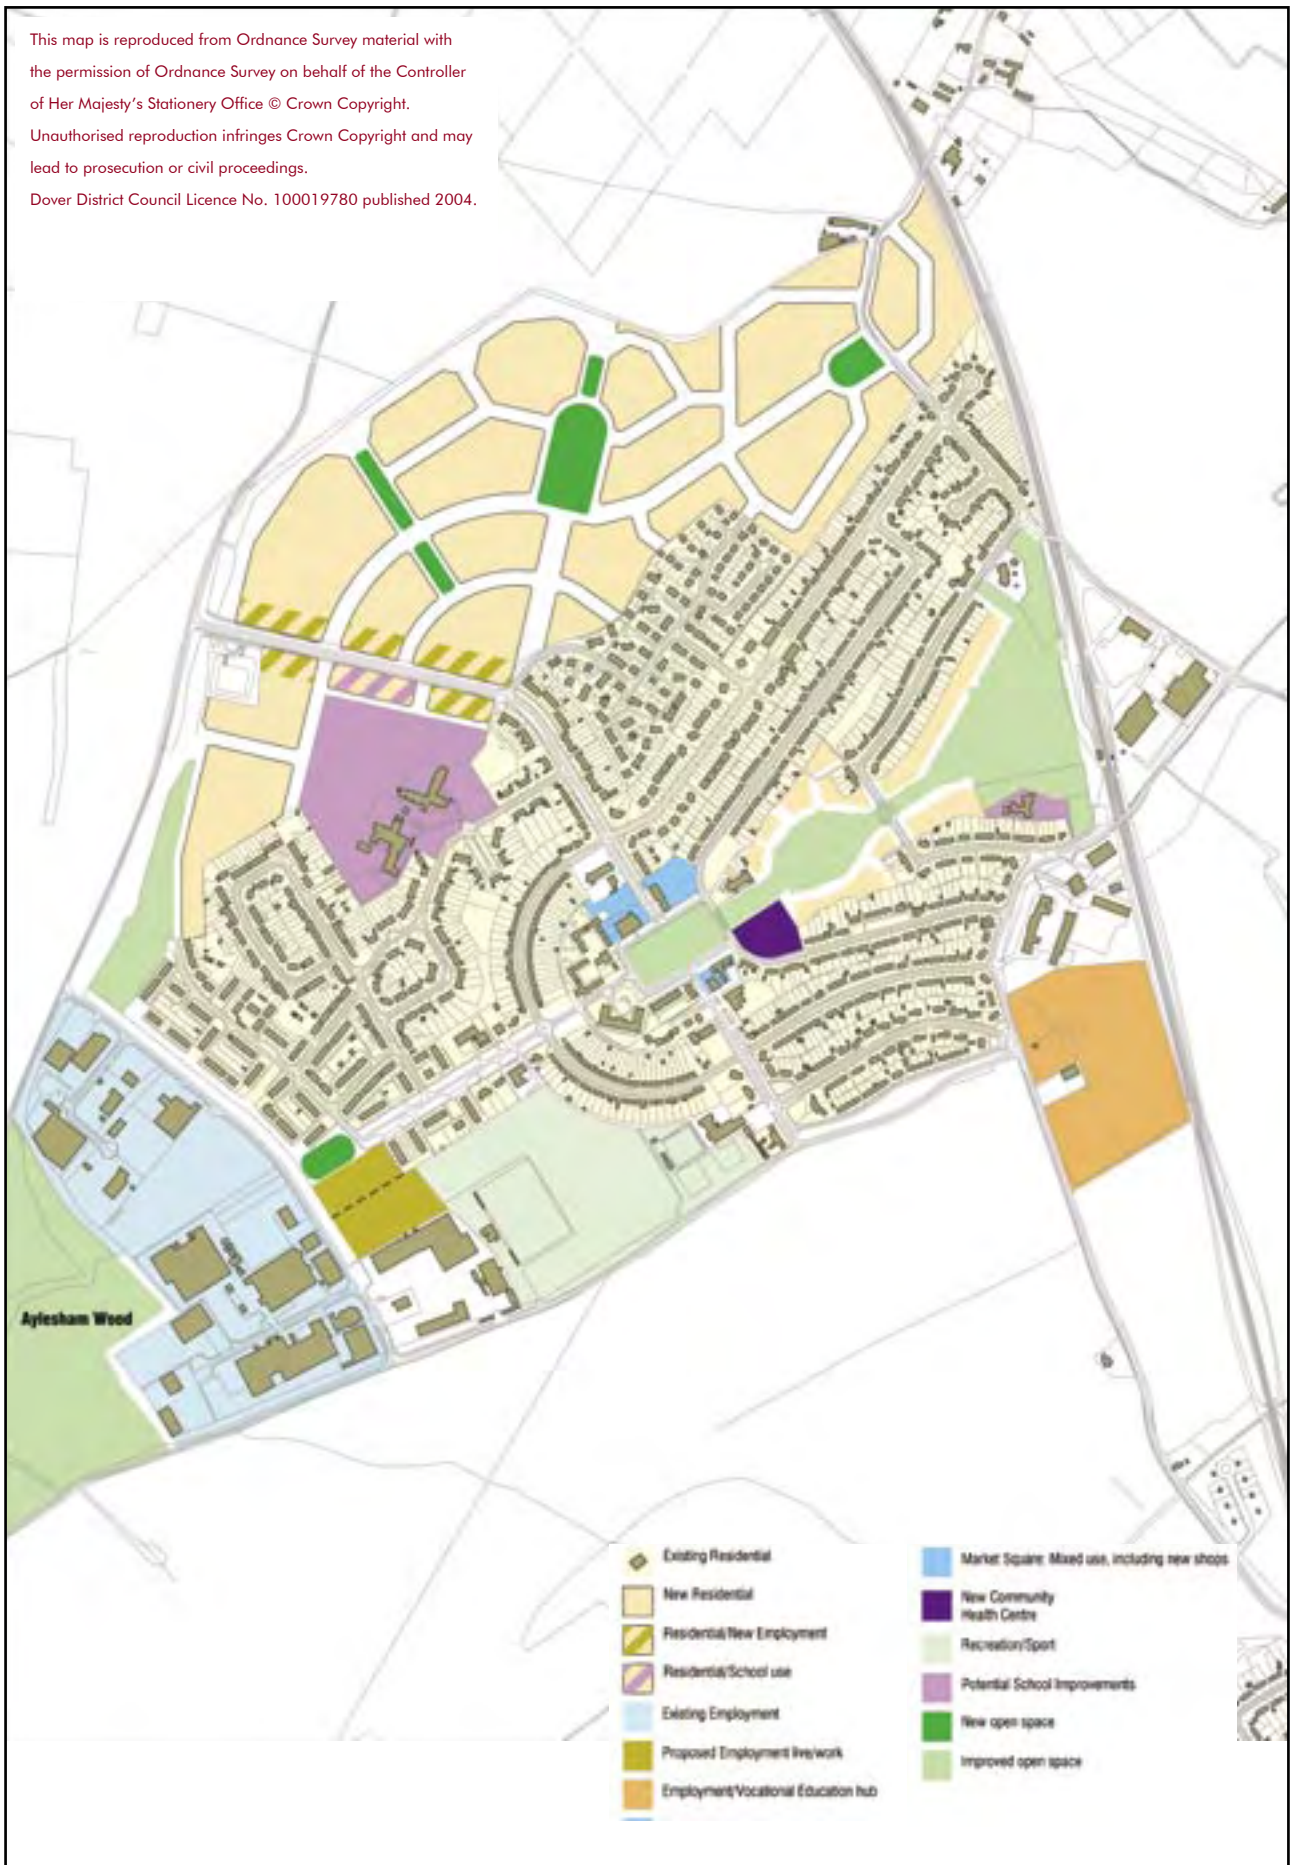 This map is reproduced from Ordnance Survey material with
the permission of Ordnance Survey on behalf of the Controller
of Her Majesty's Stationery Office © Crown Copyright.
Unauthorised reproduction infringes Crown Copyright and may
lead to prosecution or civil proceedings.
Dover District Council Licence No. 100019780 published 2004.
Aylesham Wood
Existing Residential
New Residential
Residential/New Employment
Residential/School use
Existing Employment
Proposed Employment live/work
Employment/Vocational Education hub
Market Square: Mixed use, including new shops
New Community
Health Centre
Recreation/Sport
Potential School Improvements
New open space
Improved open space